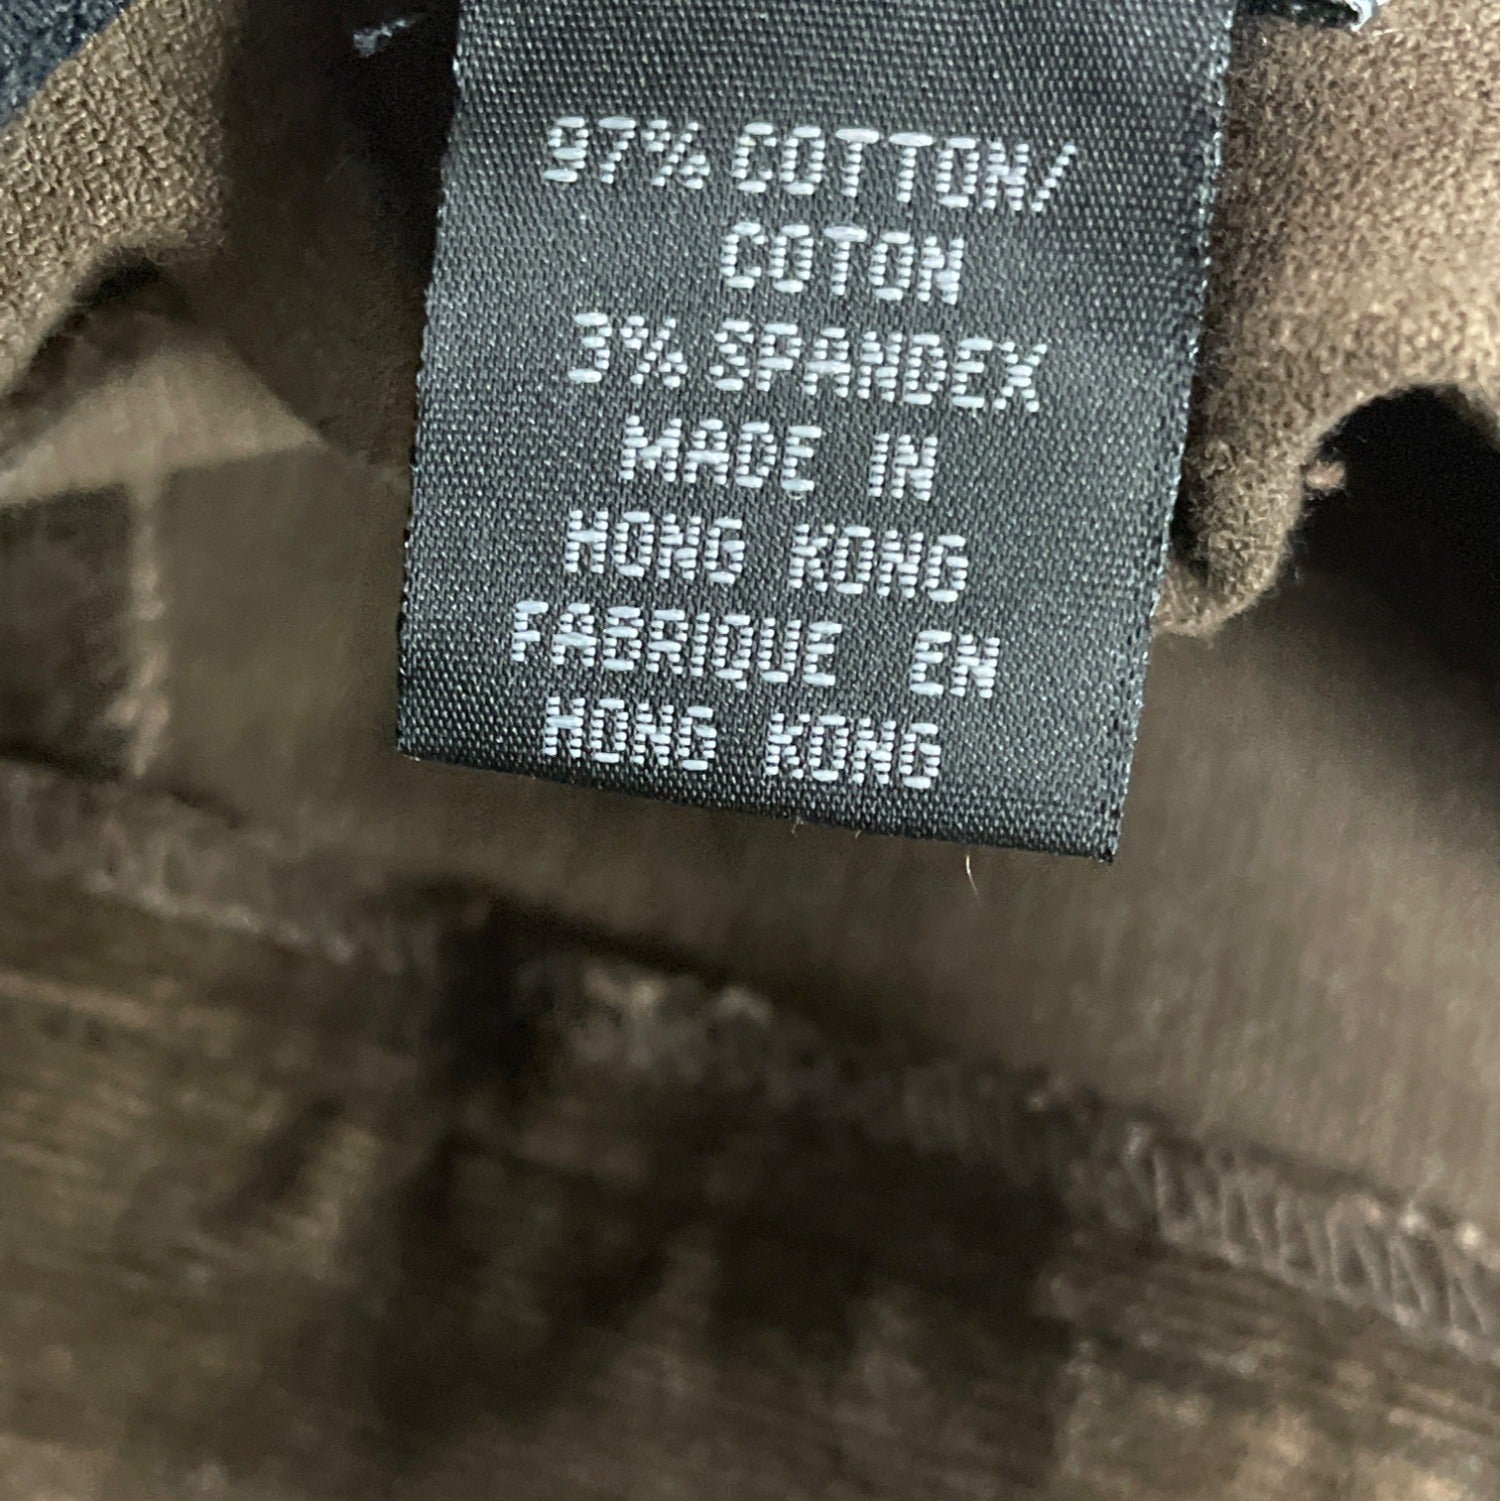 97% COTTON/
COTON
3% SPANDEX
MADE IN
HONG KONG
FABRIQUE EN
HONG KONG